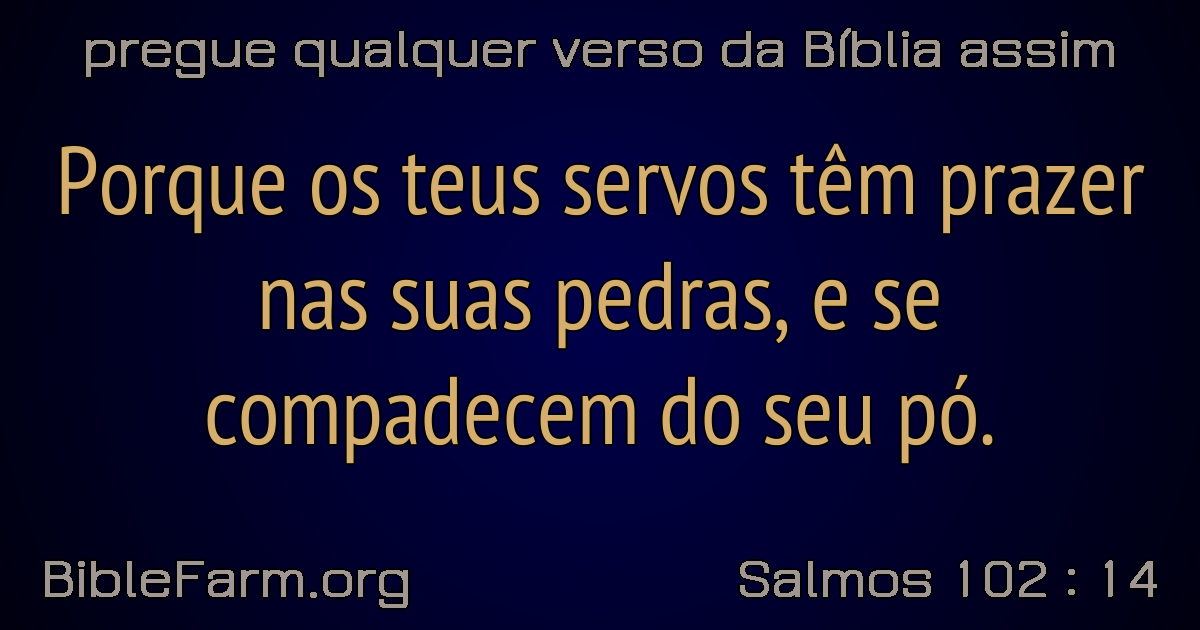 pregue qualquer verso da Bíblia assim
Porque os teus servos têm prazer
nas suas pedras, e se
compadecem do seu pó.
BibleFarm.org
Salmos 102 : 14